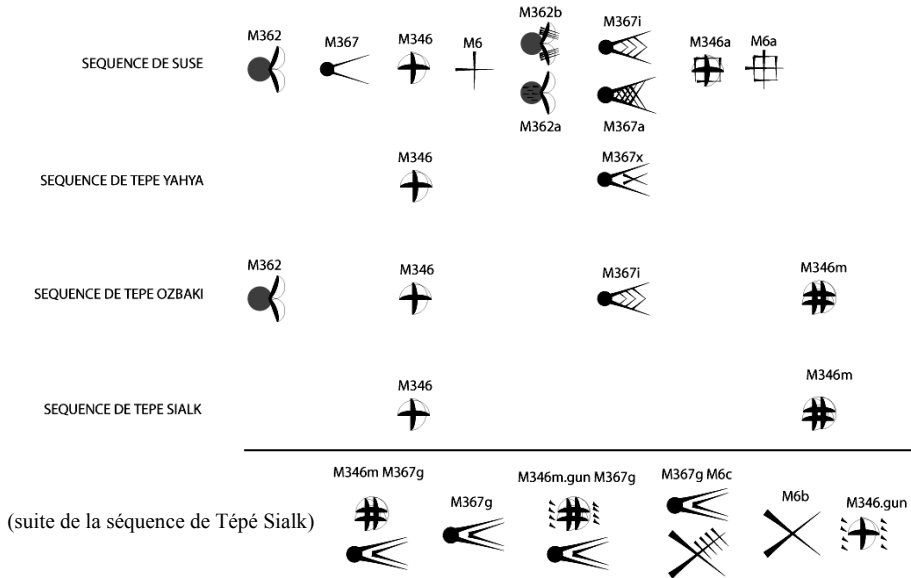 M362b M367i
M362 M367 M346 M6 M346a M6a
SEQUENCE DE SUSE
M362a M367a
M346 M367x
SEQUENCE DE TEPE YAHYA
M362 M346 M367i M346m
SEQUENCE DE TEPE OZBAKI
M346 M346m
SEQUENCE DE TEPE SIALK
M346m M367g M367g M346m.gun M367g M367g M6c M6b M346.gun
(suite de la séquence de Tépé Sialk)